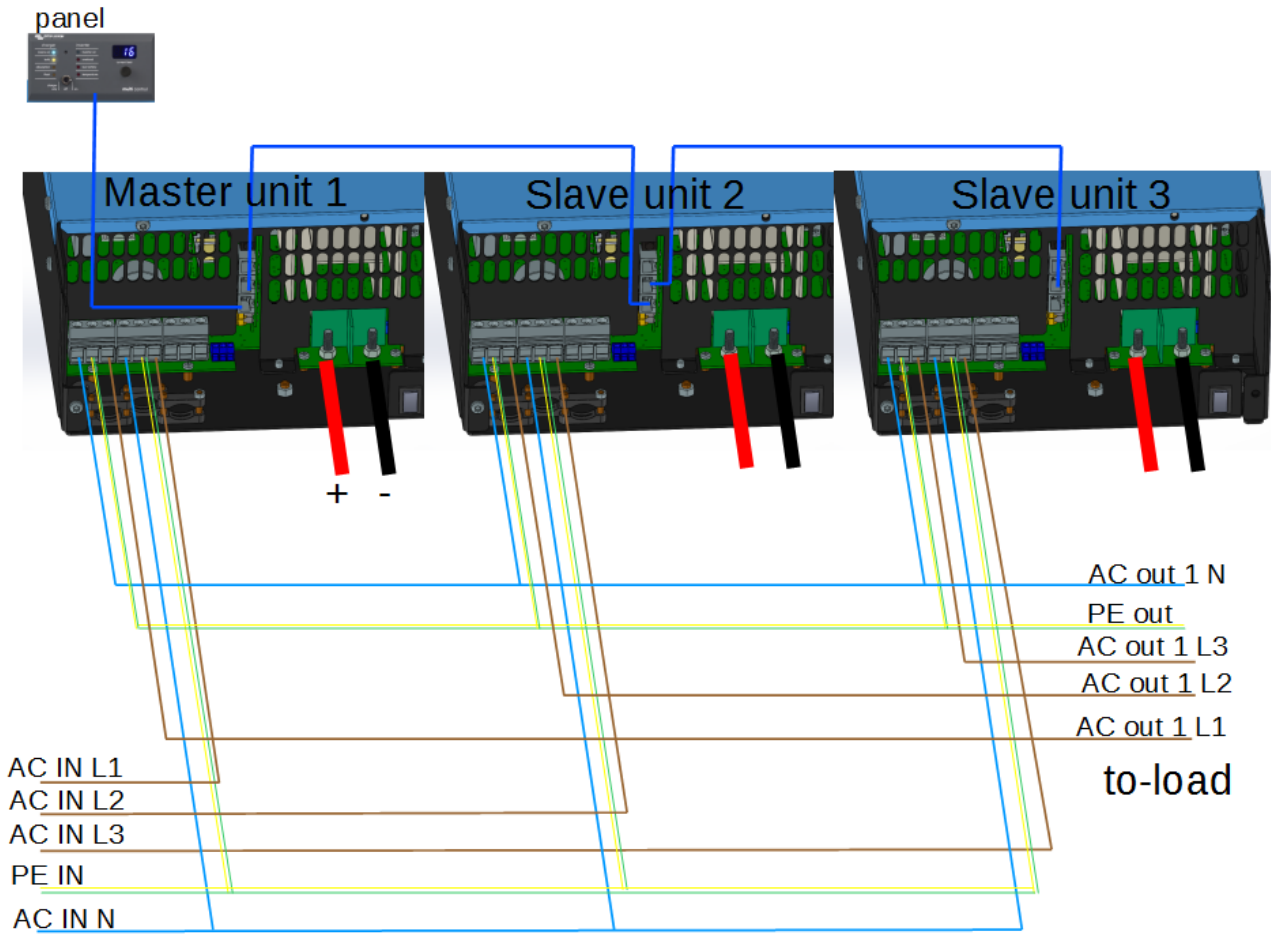 panel
16
Master unit 1
Slave unit 2
Slave unit 3
+ -
AC out 1 N
PE out
AC out 1 L3
AC out 1 L2
AC out 1 L1
to-load
AC IN L1
AC IN L2
AC IN L3
PE IN
AC IN N